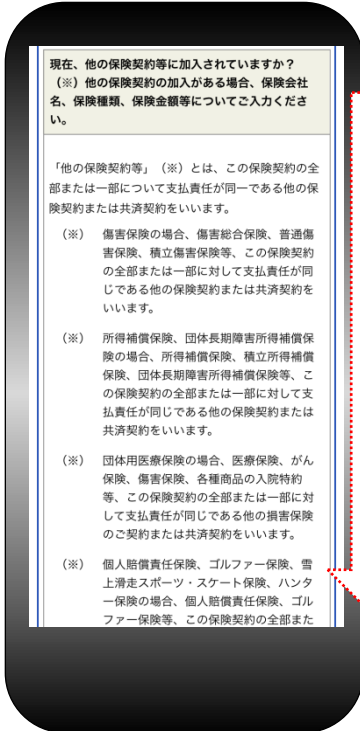 現在、他の保険契約等に加入されていますか？
（※）他の保険契約の加入がある場合、保険会社
名、保険種類、保険金額等についてご入力くださ
い。
「他の保険契約等」（※）とは、この保険契約の全
部または一部について支払責任が同一である他の保
険契約または共済契約をいいます。
（※） 傷害保険の場合、傷害総合保険、普通傷
害保険、積立傷害保険等、この保険契約
の全部または一部に対して支払責任が同
じである他の保険契約または共済契約を
いいます。
（※） 所得補償保険、団体長期障害所得補償保
険の場合、所得補償保険、積立所得補償
保険、団体長期障害所得補償保険等、こ
の保険契約の全部または一部に対して支
払責任が同じである他の保険契約または
共済契約をいいます。
（※） 団体用医療保険の場合、医療保険、がん
保険、傷害保険、各種商品の入院特約
等、この保険契約の全部または一部に対
して支払責任が同じである他の損害保険
のご契約または共済契約をいいます。
（※） 個人賠償責任保険、ゴルファー保険、雪
上滑走スポーツ・スケート保険、ハンタ
ー保険の場合、個人賠償責任保険、ゴル
ファー保険等、この保険契約の全部また